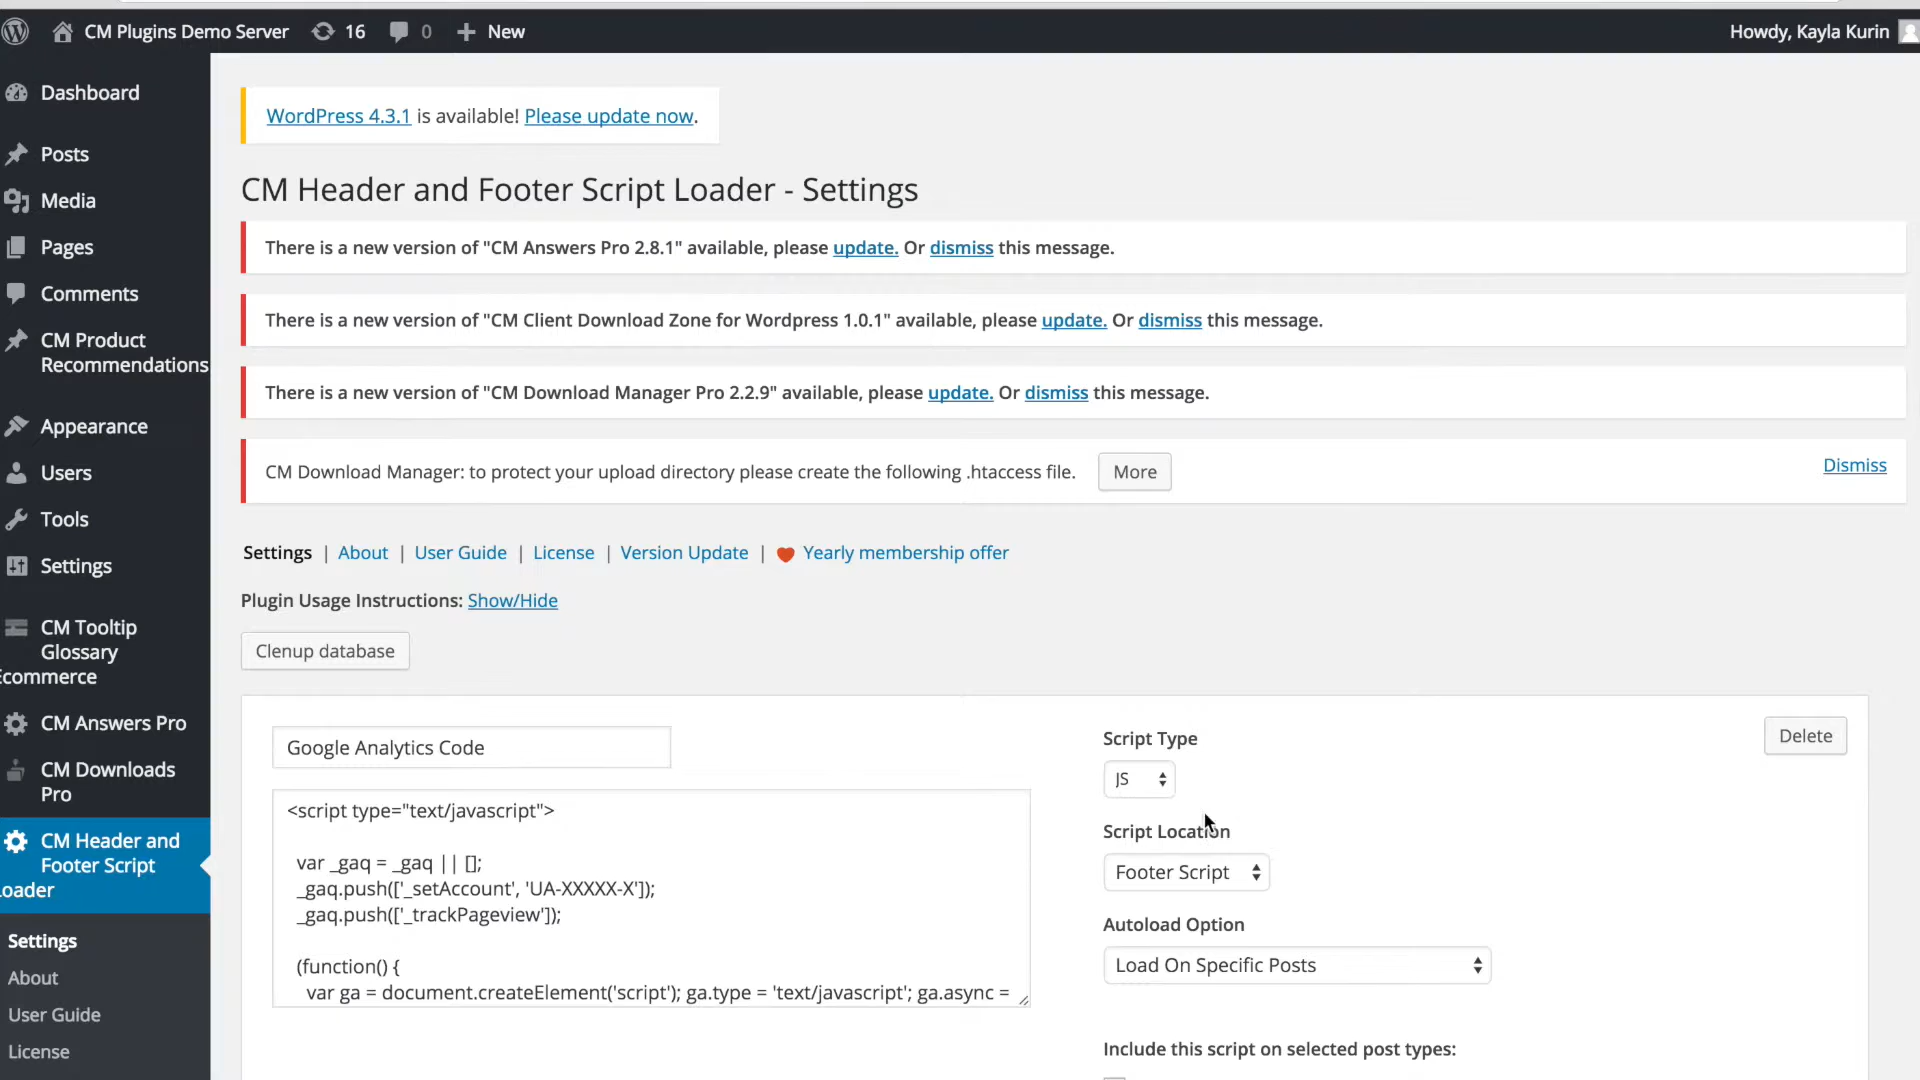 CM Plugins Demo Server 16 0 New Howdy, Kayla Kurin
Dashboard
Posts
Media
Pages
Comments
CM Product
Recommendations
Appearance
Users
Tools
Settings
CM Tooltip
Glossary
Ecommerce
CM Answers Pro
CM Downloads
Pro
CM Header and
Footer Script
Loader
Settings
About
User Guide
License
WordPress 4.3.1 is available! Please update now.
CM Header and Footer Script Loader - Settings
There is a new version of "CM Answers Pro 2.8.1" available, please update. Or dismiss this message.
There is a new version of "CM Client Download Zone for Wordpress 1.0.1" available, please update. Or dismiss this message.
There is a new version of "CM Download Manager Pro 2.2.9" available, please update. Or dismiss this message.
CM Download Manager: to protect your upload directory please create the following .htaccess file. More Dismiss
Settings | About | User Guide | License | Version Update | Yearly membership offer
Plugin Usage Instructions: Show/Hide
Clenup database
Google Analytics Code
<script type="text/javascript">
var _gaq = _gaq || [];
_gaq.push(['_setAccount', 'UA-XXXXX-X']);
_gaq.push(['_trackPageview']);
(function() {
var ga = document.createElement('script'); ga.type = 'text/javascript'; ga.async =
Script Type
JS
Script Location
Footer Script
Autoload Option
Load On Specific Posts
Include this script on selected post types:
Delete